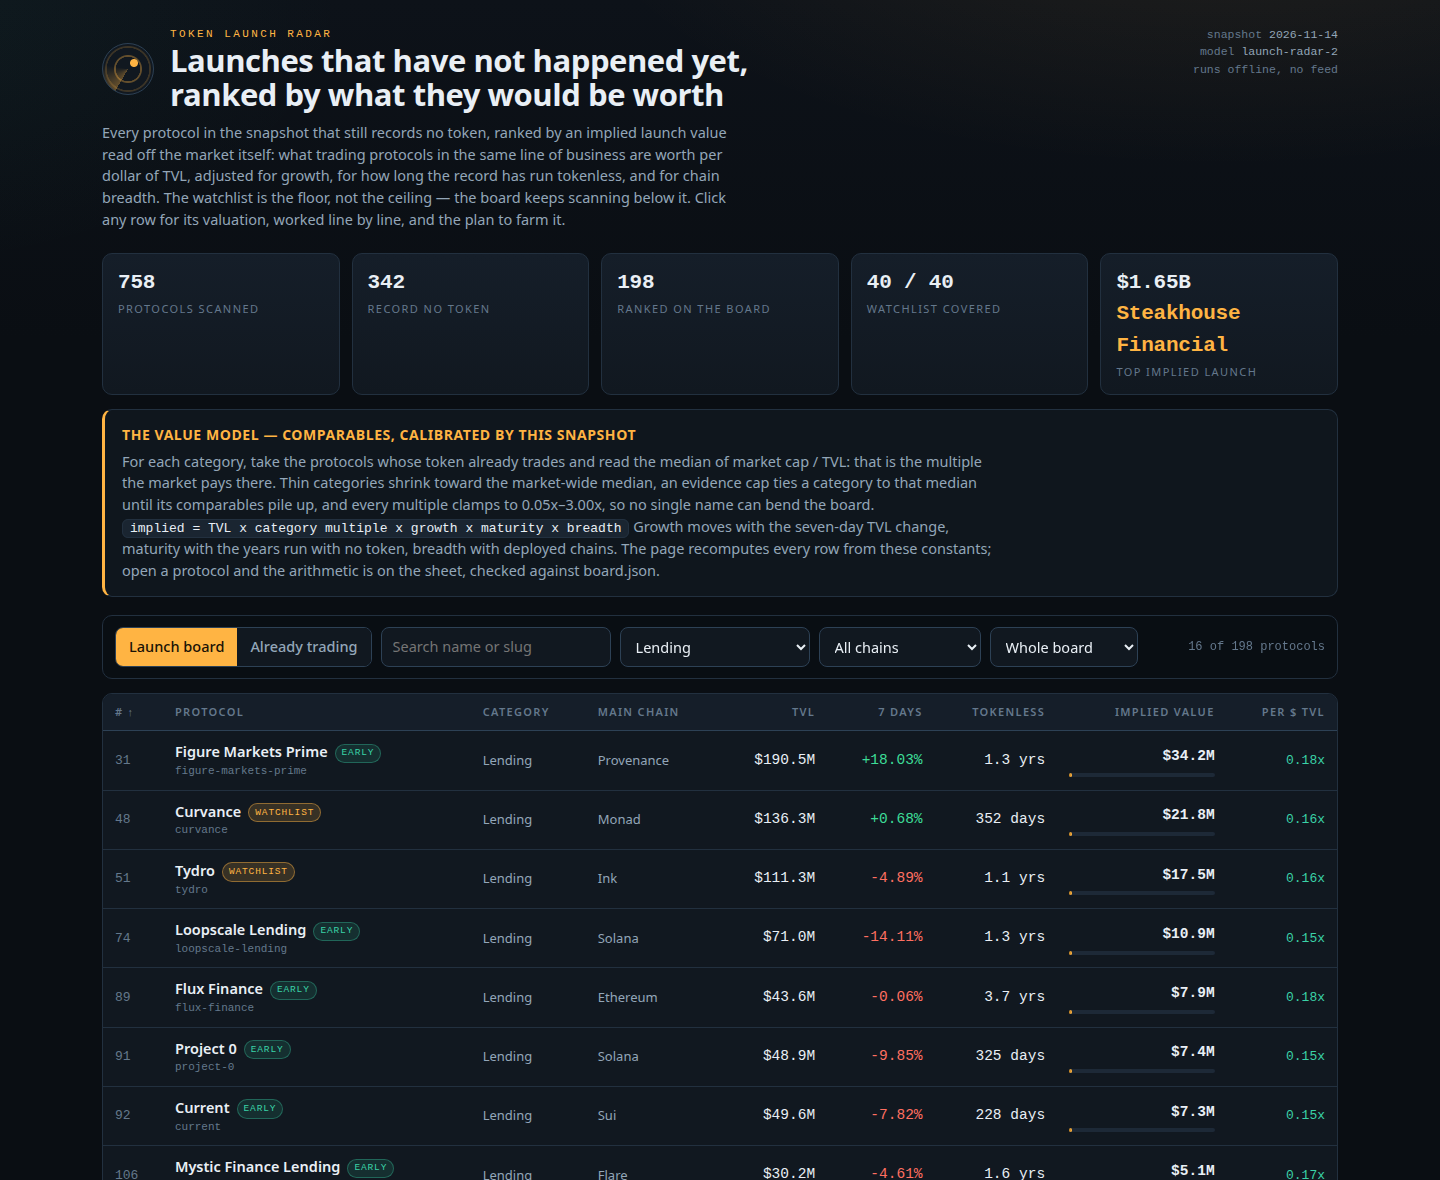 TOKEN LAUNCH RADAR
Launches that have not happened yet,
ranked by what they would be worth
snapshot 2026-11-14
model launch-radar-2
runs offline, no feed
Every protocol in the snapshot that still records no token, ranked by an implied launch value
read off the market itself: what trading protocols in the same line of business are worth per
dollar of TVL, adjusted for growth, for how long the record has run tokenless, and for chain
breadth. The watchlist is the floor, not the ceiling — the board keeps scanning below it. Click
any row for its valuation, worked line by line, and the plan to farm it.
758
PROTOCOLS SCANNED
342
RECORD NO TOKEN
198
RANKED ON THE BOARD
40 / 40
WATCHLIST COVERED
$1.65B
Steakhouse
Financial
TOP IMPLIED LAUNCH
THE VALUE MODEL — COMPARABLES, CALIBRATED BY THIS SNAPSHOT
For each category, take the protocols whose token already trades and read the median of market cap / TVL: that is the multiple
the market pays there. Thin categories shrink toward the market-wide median, an evidence cap ties a category to that median
until its comparables pile up, and every multiple clamps to 0.05x–3.00x, so no single name can bend the board.
implied = TVL x category multiple x growth x maturity x breadth Growth moves with the seven-day TVL change,
maturity with the years run with no token, breadth with deployed chains. The page recomputes every row from these constants;
open a protocol and the arithmetic is on the sheet, checked against board.json.
Launch board Already trading Search name or slug Lending All chains Whole board 16 of 198 protocols
# ↑ PROTOCOL CATEGORY MAIN CHAIN TVL 7 DAYS TOKENLESS IMPLIED VALUE PER $ TVL
31 Figure Markets Prime EARLY Lending Provenance $190.5M +18.03% 1.3 yrs $34.2M 0.18x
figure-markets-prime
48 Curvance WATCHLIST Lending Monad $136.3M +0.68% 352 days $21.8M 0.16x
curvance
51 Tydro WATCHLIST Lending Ink $111.3M -4.89% 1.1 yrs $17.5M 0.16x
tydro
74 Loopscale Lending EARLY Lending Solana $71.0M -14.11% 1.3 yrs $10.9M 0.15x
loopscale-lending
89 Flux Finance EARLY Lending Ethereum $43.6M -0.06% 3.7 yrs $7.9M 0.18x
flux-finance
91 Project 0 EARLY Lending Solana $48.9M -9.85% 325 days $7.4M 0.15x
project-0
92 Current EARLY Lending Sui $49.6M -7.82% 228 days $7.3M 0.15x
current
106 Mystic Finance Lending EARLY Lending Flare $30.2M -4.61% 1.6 yrs $5.1M 0.17x